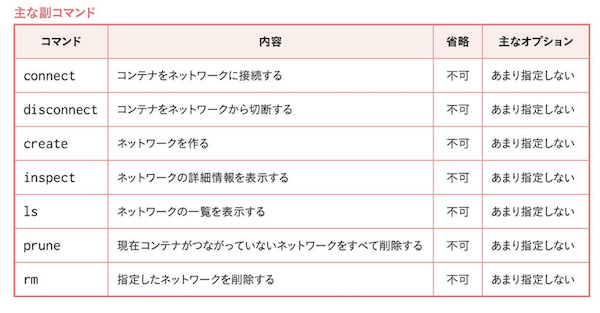 主な副コマンド
コマンド 内容 省略 主なオプション
connect コンテナをネットワークに接続する 不可 あまり指定しない
disconnect コンテナをネットワークから切断する 不可 あまり指定しない
create ネットワークを作る 不可 あまり指定しない
inspect ネットワークの詳細情報を表示する 不可 あまり指定しない
ls ネットワークの一覧を表示する 不可 あまり指定しない
prune 現在コンテナがつながっていないネットワークをすべて削除する 不可 あまり指定しない
rm 指定したネットワークを削除する 不可 あまり指定しない